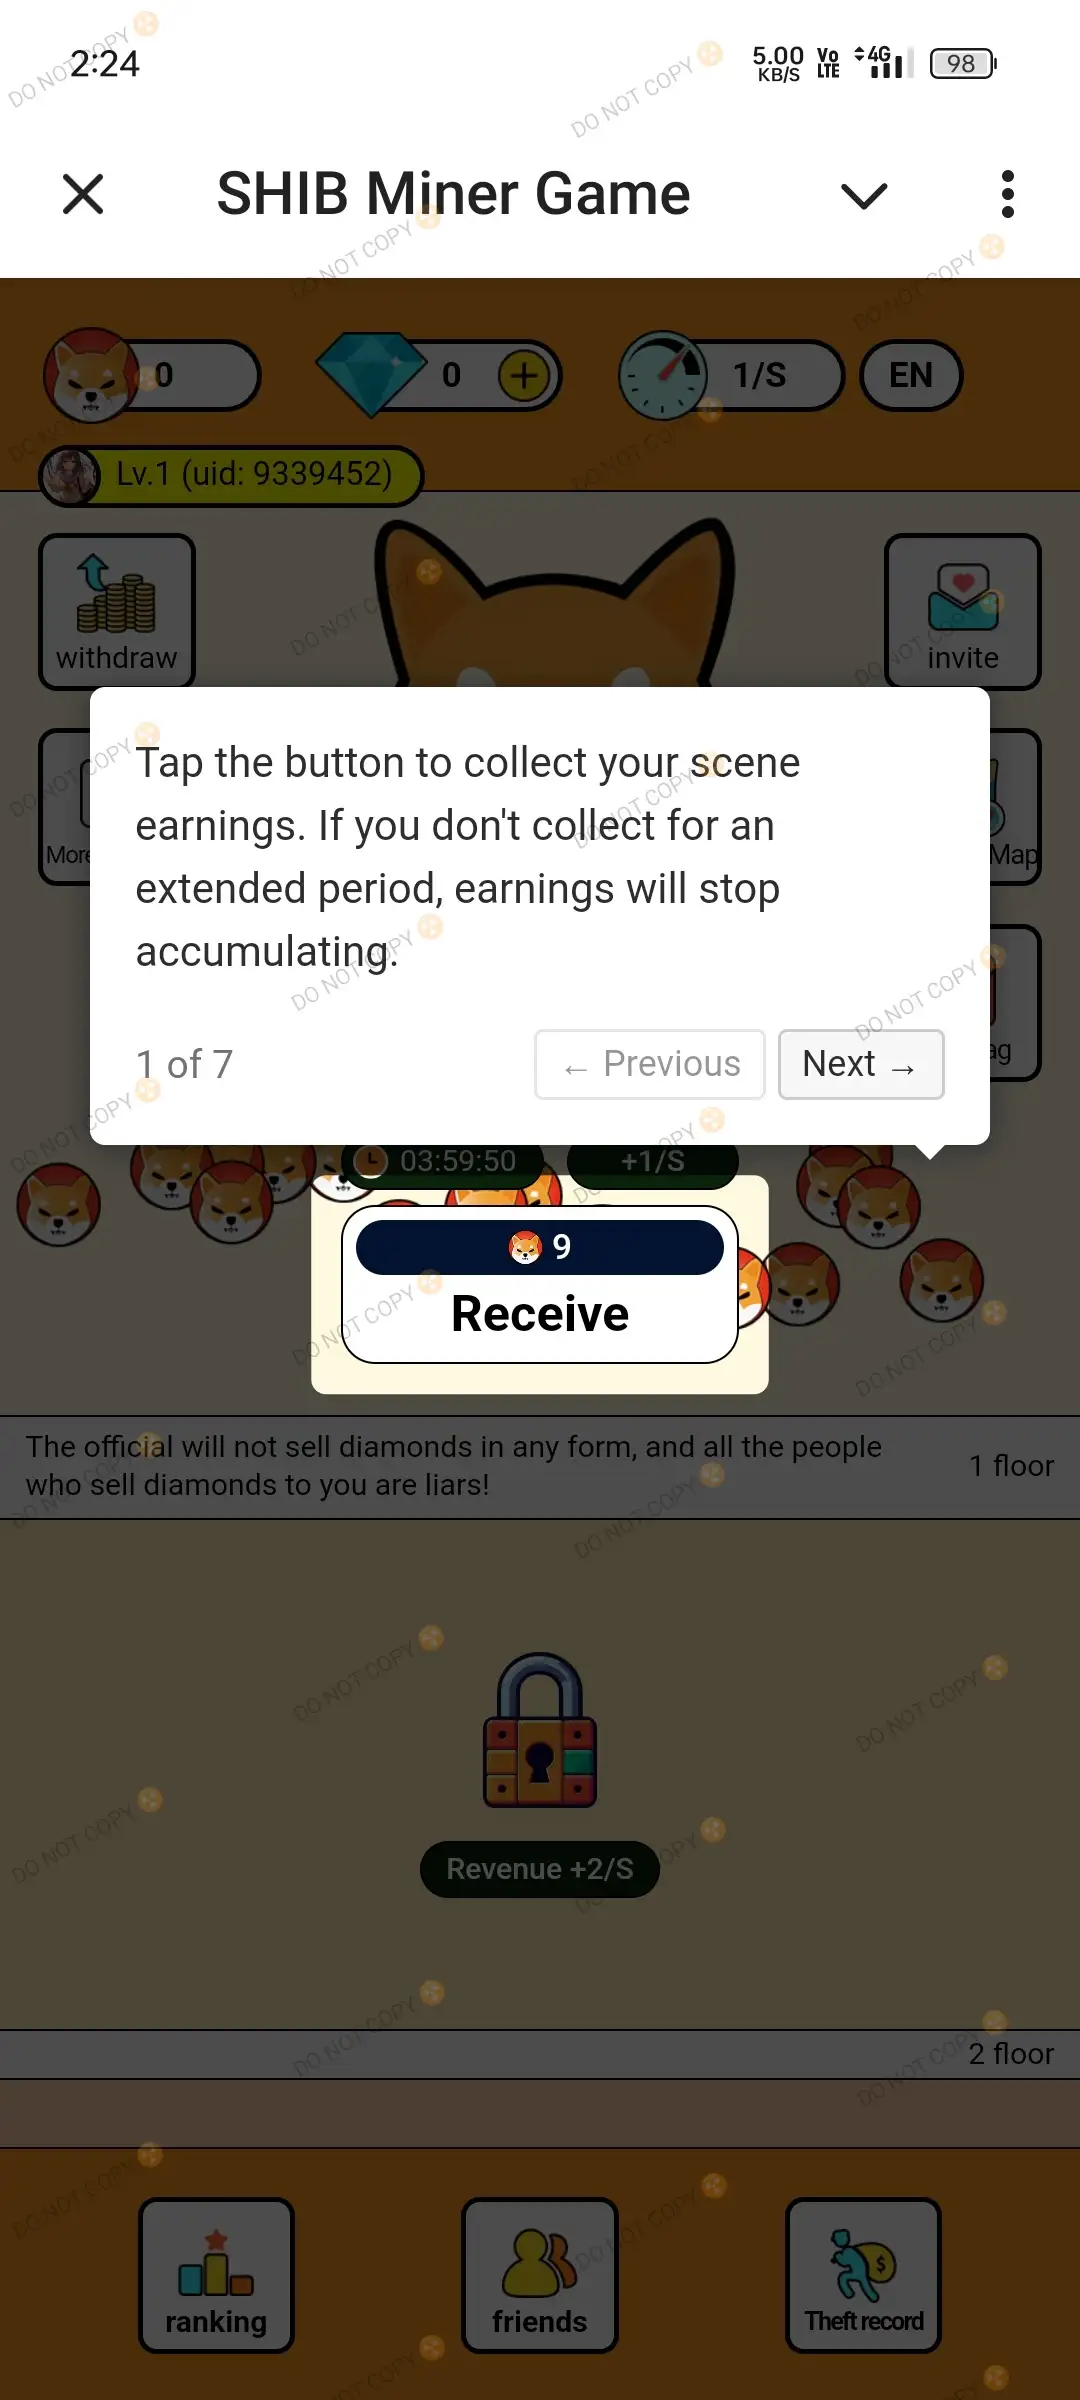 2:24
5.00 KB/S Vo LTE 4G 98
SHIB Miner Game
0
0
1/S
EN
Lv.1 (uid: 9339452)
withdraw
invite
More
Map
ag
Tap the button to collect your scene
earnings. If you don't collect for an
extended period, earnings will stop
accumulating.
1 of 7
← Previous
Next →
03:59:50
+1/S
9
Receive
The official will not sell diamonds in any form, and all the people
who sell diamonds to you are liars!
1 floor
Revenue +2/S
2 floor
ranking
friends
Theft record
DO NOT COPY